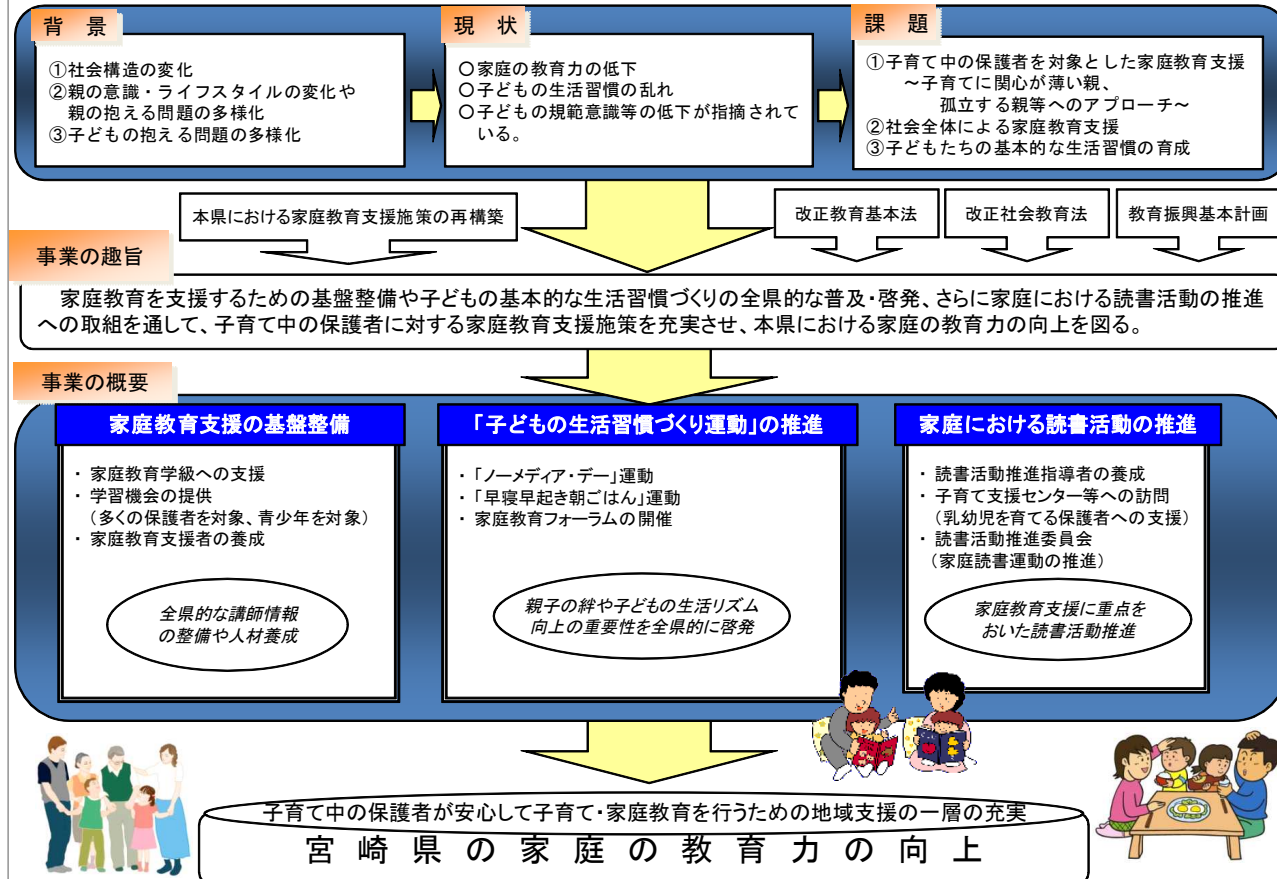 背　景
①社会構造の変化
②親の意識・ライフスタイルの変化や
親の抱える問題の多様化
③子どもの抱える問題の多様化
現　状
○家庭の教育力の低下
○子どもの生活習慣の乱れ
○子どもの規範意識等の低下が指摘されて
いる。
課　題
①子育て中の保護者を対象とした家庭教育支援
～子育てに関心が薄い親、
孤立する親等へのアプローチ～
②社会全体による家庭教育支援
③子どもたちの基本的な生活習慣の育成
本県における家庭教育支援施策の再構築
改正教育基本法
改正社会教育法
教育振興基本計画
事業の趣旨
家庭教育を支援するための基盤整備や子どもの基本的な生活習慣づくりの全県的な普及・啓発、さらに家庭における読書活動の推進
への取組を通して、子育て中の保護者に対する家庭教育支援施策を充実させ、本県における家庭の教育力の向上を図る。
事業の概要
家庭教育支援の基盤整備
・ 家庭教育学級への支援
・ 学習機会の提供
（多くの保護者を対象、青少年を対象）
・ 家庭教育支援者の養成
全県的な講師情報
の整備や人材養成
「子どもの生活習慣づくり運動」の推進
・ 「ノーメディア・デー」運動
・ 「早寝早起き朝ごはん」運動
・ 家庭教育フォーラムの開催
親子の絆や子どもの生活リズム
向上の重要性を全県的に啓発
家庭における読書活動の推進
・ 読書活動推進指導者の養成
・ 子育て支援センター等への訪問
（乳幼児を育てる保護者への支援）
・ 読書活動推進委員会
（家庭読書運動の推進）
家庭教育支援に重点を
おいた読書活動推進
子育て中の保護者が安心して子育て・家庭教育を行うための地域支援の一層の充実
宮崎県の家庭の教育力の向上